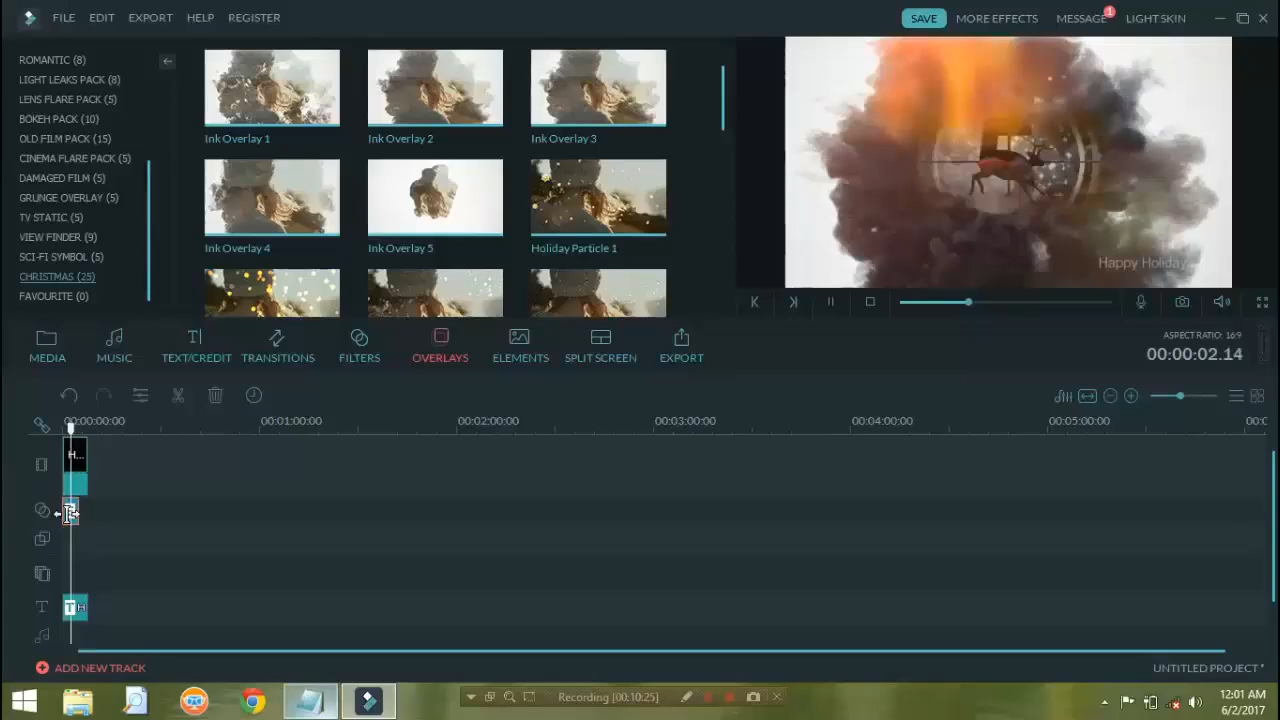 FILE EDIT EXPORT HELP REGISTER SAVE MORE EFFECTS MESSAGE 1 LIGHT SKIN
ROMANTIC (8)
LIGHT LEAKS PACK (8)
LENS FLARE PACK (5)
BOKEH PACK (10)
OLD FILM PACK (15)
CINEMA FLARE PACK (5)
DAMAGED FILM (5)
GRUNGE OVERLAY (5)
TV STATIC (5)
VIEW FINDER (9)
SCI-FI SYMBOL (5)
CHRISTMAS (25)
FAVOURITE (0)
Ink Overlay 1 Ink Overlay 2 Ink Overlay 3
Ink Overlay 4 Ink Overlay 5 Holiday Particle 1
Happy Holiday
MEDIA MUSIC TEXT/CREDIT TRANSITIONS FILTERS OVERLAYS ELEMENTS SPLIT SCREEN EXPORT
ASPECT RATIO: 16:9
00:00:02.14
00:00:00:00 00:01:00:00 00:02:00:00 00:03:00:00 00:04:00:00 00:05:00:00 00:0
H...
T H
ADD NEW TRACK UNTITLED PROJECT *
Recording [00:10:25]
12:01 AM
6/2/2017